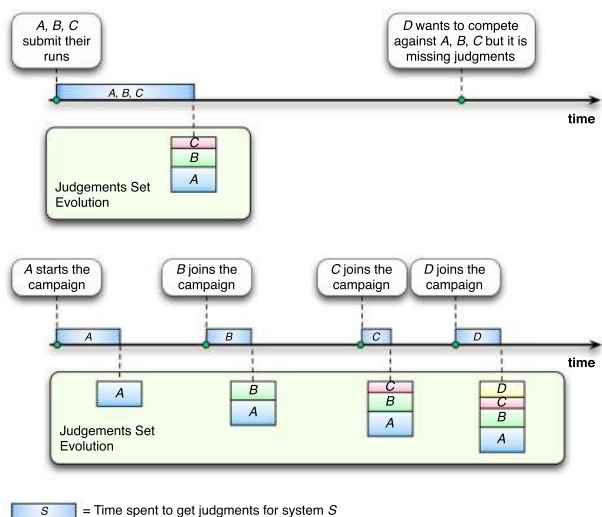 A, B, C
submit their
runs
D wants to compete
against A, B, C but it is
missing judgments
A, B, C
time
C
B
A
Judgements Set
Evolution
A starts the
campaign
B joins the
campaign
C joins the
campaign
D joins the
campaign
A
B
C
D
time
A
B
A
C
B
A
D
C
B
A
Judgements Set
Evolution
S = Time spent to get judgments for system S